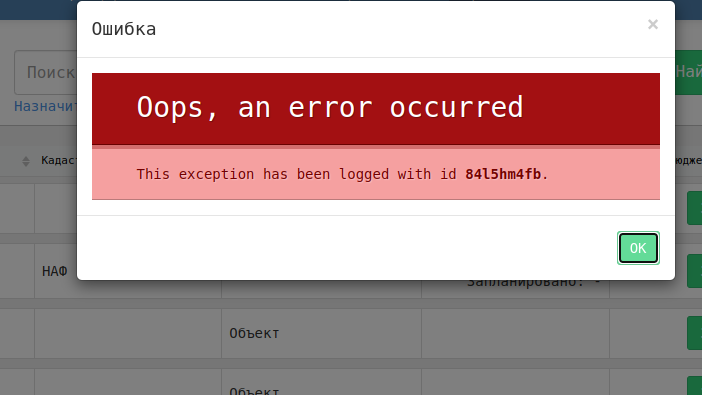 Ошибка
×
Oops, an error occurred
This exception has been logged with id 84l5hm4fb.
OK
Поиск
Най
Назначит
Кадаст
юдже
НАФ
Запланировано: -
Объект
Объект